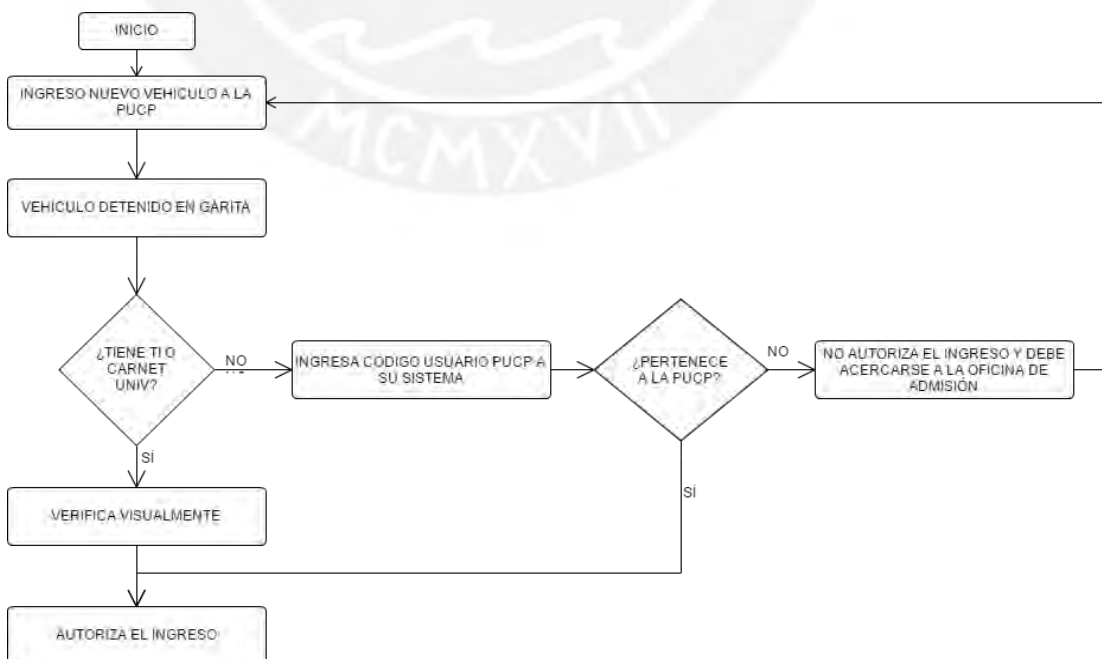 INICIO
INGRESO NUEVO VEHICULO A LA
PUCP
MCMXVII
VEHICULO DETENIDO EN GARITA
¿TIENE TI O
CARNET
UNIV?
NO
INGRESA CÓDIGO USUARIO PUCP A
SU SISTEMA
¿PERTENECE
A LA PUCP?
NO
NO AUTORIZA EL INGRESO Y DEBE
ACERCARSE A LA OFICINA DE
ADMISIÓN
SÍ
SÍ
VERIFICA VISUALMENTE
AUTORIZA EL INGRESO